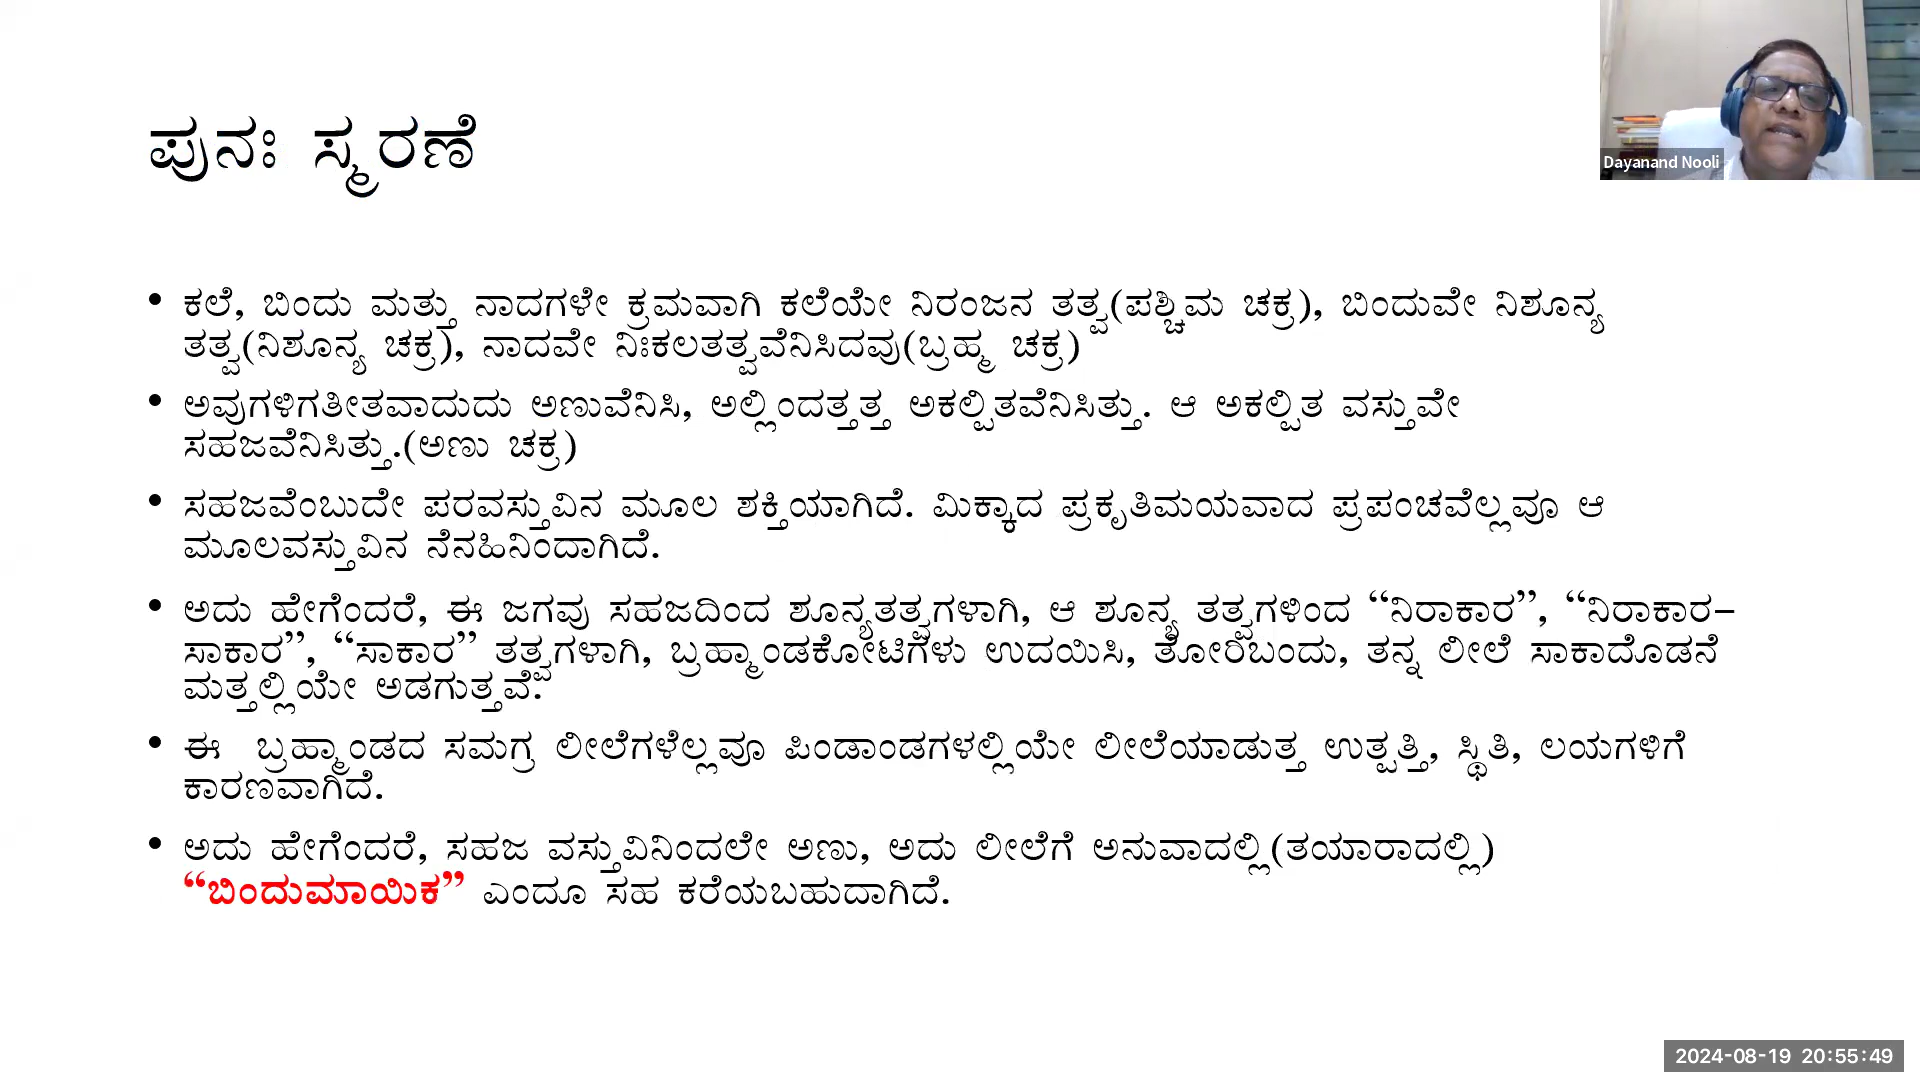 ಪುನಃ ಸ್ಮರಣೆ
Dayanand Nooli
• ಕಲೆ, ಬಿಂದು ಮತ್ತು ನಾದಗಳೇ ಕ್ರಮವಾಗಿ ಕಲೆಯೇ ನಿರಂಜನ ತತ್ವ(ಪಶ್ಚಿಮ ಚಕ್ರ), ಬಿಂದುವೇ ನಿಶೂನ್ಯ
ತತ್ವ(ನಿಶೂನ್ಯ ಚಕ್ರ), ನಾದವೇ ನಿಃಕಲತತ್ವವೆನಿಸಿದವು(ಬ್ರಹ್ಮ ಚಕ್ರ)
• ಅವುಗಳಿಗತೀತವಾದುದು ಅಣುವೆನಿಸಿ, ಅಲ್ಲಿಂದತ್ತತ್ತ ಅಕಲ್ಪಿತವೆನಿಸಿತ್ತು. ಆ ಅಕಲ್ಪಿತ ವಸ್ತುವೇ
ಸಹಜವೆನಿಸಿತ್ತು.(ಅಣು ಚಕ್ರ)
• ಸಹಜವೆಂಬುದೇ ಪರವಸ್ತುವಿನ ಮೂಲ ಶಕ್ತಿಯಾಗಿದೆ. ಮಿಕ್ಕಾದ ಪ್ರಕೃತಿಮಯವಾದ ಪ್ರಪಂಚವೆಲ್ಲವೂ ಆ
ಮೂಲವಸ್ತುವಿನ ನೆನಹಿನಿಂದಾಗಿದೆ.
• ಅದು ಹೇಗೆಂದರೆ, ಈ ಜಗವು ಸಹಜದಿಂದ ಶೂನ್ಯತತ್ವಗಳಾಗಿ, ಆ ಶೂನ್ಯ ತತ್ವಗಳಿಂದ “ನಿರಾಕಾರ”, “ನಿರಾಕಾರ–
ಸಾಕಾರ”, “ಸಾಕಾರ” ತತ್ವಗಳಾಗಿ, ಬ್ರಹ್ಮಾಂಡಕೋಟಿಗಳು ಉದಯಿಸಿ, ತೋರಿಬಂದು, ತನ್ನ ಲೀಲೆ ಸಾಕಾದೊಡನೆ
ಮತ್ತಲ್ಲಿಯೇ ಅಡಗುತ್ತವೆ.
• ಈ ಬ್ರಹ್ಮಾಂಡದ ಸಮಗ್ರ ಲೀಲೆಗಳೆಲ್ಲವೂ ಪಿಂಡಾಂಡಗಳಲ್ಲಿಯೇ ಲೀಲೆಯಾಡುತ್ತ ಉತ್ಪತ್ತಿ, ಸ್ಥಿತಿ, ಲಯಗಳಿಗೆ
ಕಾರಣವಾಗಿದೆ.
• ಅದು ಹೇಗೆಂದರೆ, ಸಹಜ ವಸ್ತುವಿನಿಂದಲೇ ಅಣು, ಅದು ಲೀಲೆಗೆ ಅನುವಾದಲ್ಲಿ(ತಯಾರಾದಲ್ಲಿ)
“ಬಿಂದುಮಾಯಿಕ” ಎಂದೂ ಸಹ ಕರೆಯಬಹುದಾಗಿದೆ.
2024-08-19 20:55:49